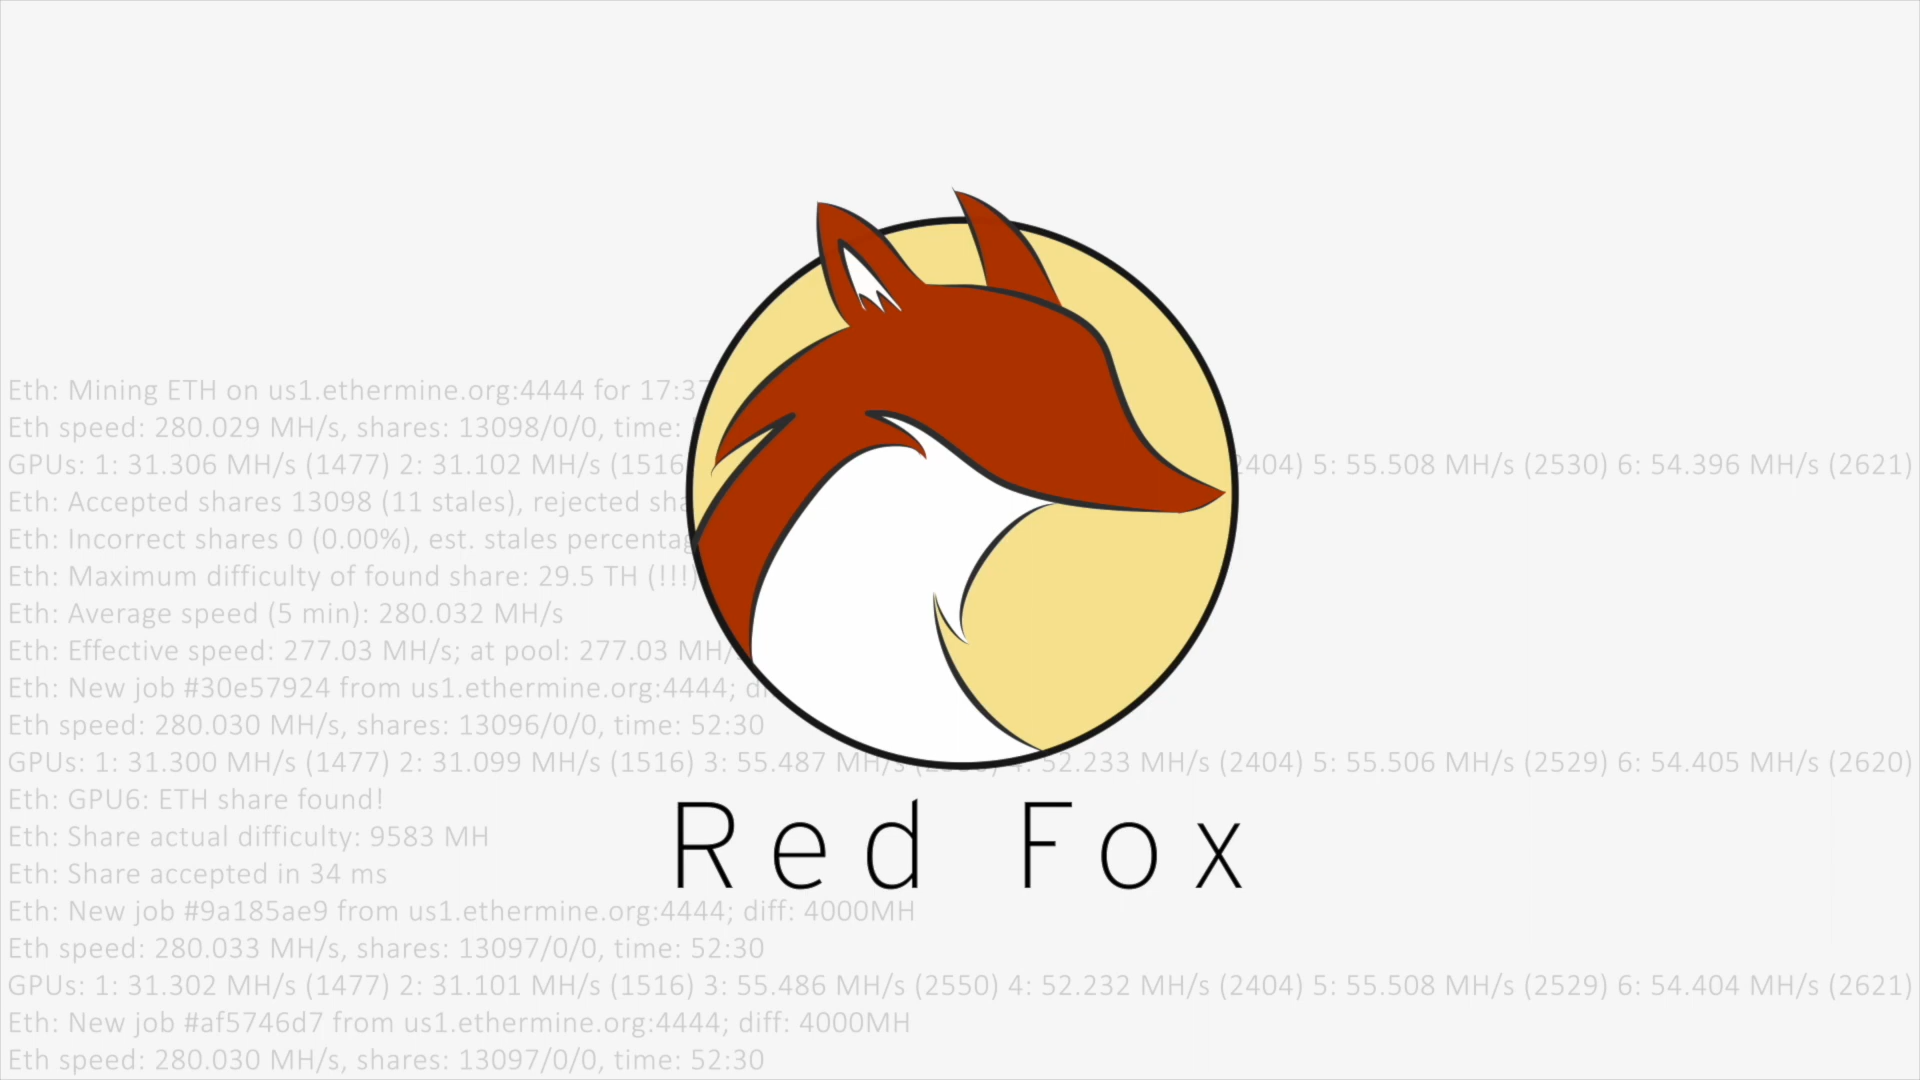 Eth: Mining ETH on us1.ethermine.org:4444 for 17:37
Eth speed: 280.029 MH/s, shares: 13098/0/0, time:
GPUs: 1: 31.306 MH/s (1477) 2: 31.102 MH/s (1516 2404) 5: 55.508 MH/s (2530) 6: 54.396 MH/s (2621)
Eth: Accepted shares 13098 (11 stales), rejected sha
Eth: Incorrect shares 0 (0.00%), est. stales percentag
Eth: Maximum difficulty of found share: 29.5 TH (!!!)
Eth: Average speed (5 min): 280.032 MH/s
Eth: Effective speed: 277.03 MH/s; at pool: 277.03 MH/
Eth: New job #30e57924 from us1.ethermine.org:4444; di
Eth speed: 280.030 MH/s, shares: 13096/0/0, time: 52:30
GPUs: 1: 31.300 MH/s (1477) 2: 31.099 MH/s (1516) 3: 55.487 MH/s 4: 52.233 MH/s (2404) 5: 55.506 MH/s (2529) 6: 54.405 MH/s (2620)
Eth: GPU6: ETH share found!
Eth: Share actual difficulty: 9583 MH
Eth: Share accepted in 34 ms
Red Fox
Eth: New job #9a185ae9 from us1.ethermine.org:4444; diff: 4000MH
Eth speed: 280.033 MH/s, shares: 13097/0/0, time: 52:30
GPUs: 1: 31.302 MH/s (1477) 2: 31.101 MH/s (1516) 3: 55.486 MH/s (2550) 4: 52.232 MH/s (2404) 5: 55.508 MH/s (2529) 6: 54.404 MH/s (2621)
Eth: New job #af5746d7 from us1.ethermine.org:4444; diff: 4000MH
Eth speed: 280.030 MH/s, shares: 13097/0/0, time: 52:30